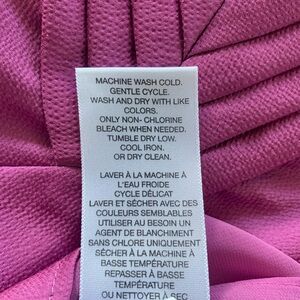 MACHINE WASH COLD.
GENTLE CYCLE.
WASH AND DRY WITH LIKE
COLORS.
ONLY NON- CHLORINE
BLEACH WHEN NEEDED.
TUMBLE DRY LOW.
COOL IRON.
OR DRY CLEAN.
LAVER À LA MACHINE À
L'EAU FROIDE
CYCLE DÉLICAT
LAVER ET SÉCHER AVEC DES
COULEURS SEMBLABLES
UTILISER AU BESOIN UN
AGENT DE BLANCHIMENT
SANS CHLORE UNIQUEMENT
SÉCHER À LA MACHINE À
BASSE TEMPÉRATURE
REPASSER À BASSE
TEMPÉRATURE
OU NETTOYER À SEC